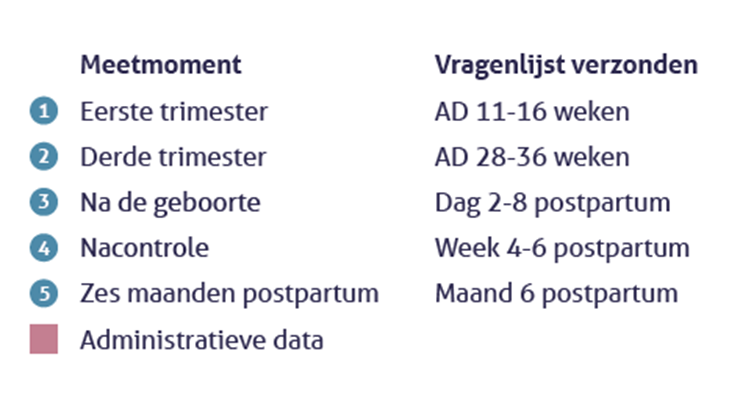 Meetmoment Vragenlijst verzonden
1 Eerste trimester AD 11-16 weken
2 Derde trimester AD 28-36 weken
3 Na de geboorte Dag 2-8 postpartum
4 Nacontrole Week 4-6 postpartum
5 Zes maanden postpartum Maand 6 postpartum
Administratieve data